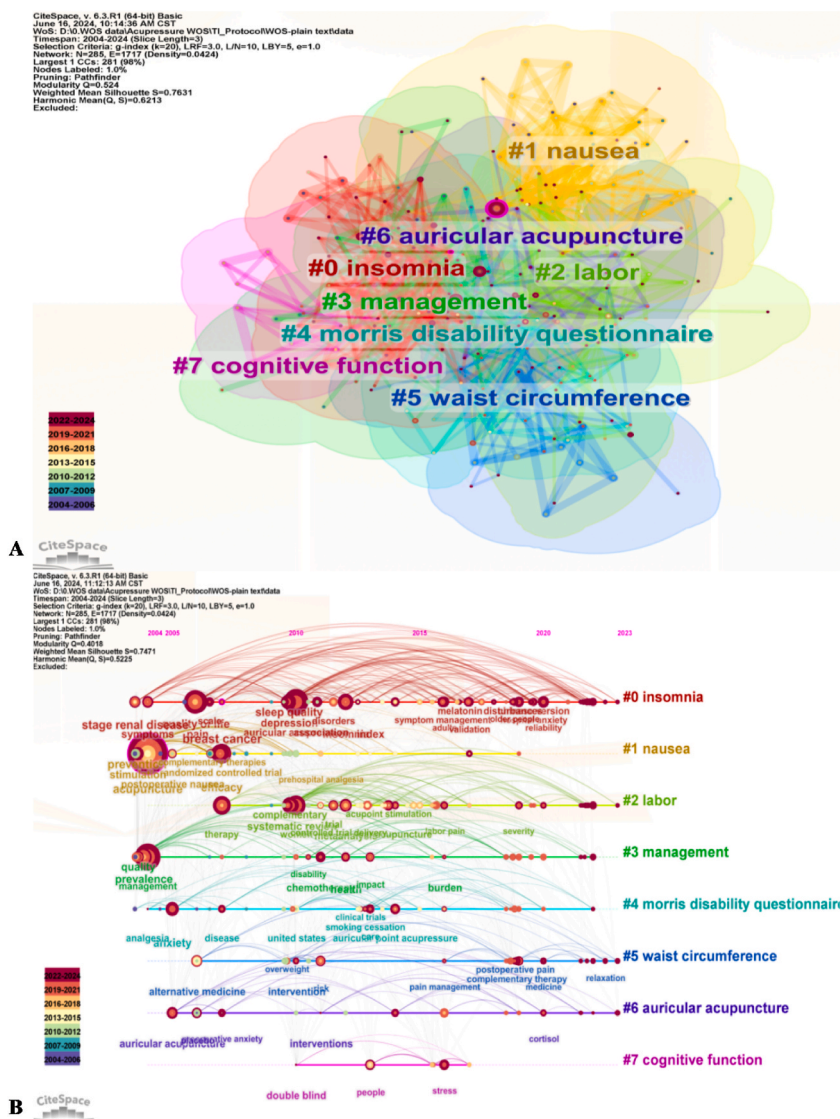 CiteSpace, v. 6.3.R1 (64-bit) Basic
June 16, 2024, 10:14:36 AM CST
WoS: D:\0.WOS data\Acupressure WOS\TI_Protocol\WOS-plain text\data
Timespan: 2004-2024 (Slice Length=3)
Selection Criteria: g-index (k=20), LRF=3.0, L/N=10, LBY=5, e=1.0
Network: N=285, E=1717 (Density=0.0424)
Largest 1 CCs: 281 (98%)
Nodes Labeled: 1.0%
Pruning: Pathfinder
Modularity Q=0.524
Weighted Mean Silhouette S=0.7631
Harmonic Mean(Q, S)=0.6213
Excluded:
#1 nausea
#6 auricular acupuncture
#0 insomnia
#2 labor
#3 management
#4 morris disability questionnaire
#7 cognitive function
#5 waist circumference
2022-2024
2019-2021
2016-2018
2013-2015
2010-2012
2007-2009
2004-2006
A
CiteSpace
CiteSpace, v. 6.3.R1 (64-bit) Basic
June 16, 2024, 11:12:13 AM CST
WoS: D:\0.WOS data\Acupressure WOS\TI_Protocol\WOS-plain text\data
Timespan: 2004-2024 (Slice Length=3)
Selection Criteria: g-index (k=20), LRF=3.0, L/N=10, LBY=5, e=1.0
Network: N=285, E=1717 (Density=0.0424)
Largest 1 CCs: 281 (98%)
Nodes Labeled: 1.0%
Pruning: Pathfinder
Modularity Q=0.4018
Weighted Mean Silhouette S=0.7471
Harmonic Mean(Q, S)=0.5225
Excluded:
2004 2005 2010 2015 2020 2023
#0 insomnia
sleep quality
melatonin
stage renal disease quality of life scale depression disorders symptom management older people anxiety
symptoms pain auricular association index adults validation reliability
breast cancer
#1 nausea
prevention complementary therapies
stimulation randomized controlled trial prehospital analgesia
postoperative nausea
acupuncture efficacy
#2 labor
complementary acupoint stimulation
systematic review trial
therapy controlled trial delivery labor pain severity
#3 management
quality
prevalence disability
management chemotherapy health impact burden
#4 morris disability questionnaire
clinical trials
smoking cessation
analgesia anxiety disease united states care auricular point acupressure
#5 waist circumference
overweight postoperative pain
complementary therapy relaxation
alternative medicine intervention risk pain management medicine
#6 auricular acupuncture
auricular acupuncture anxiety interventions cortisol
#7 cognitive function
double blind people stress
2022-2024
2019-2021
2016-2018
2013-2015
2010-2012
2007-2009
2004-2006
B
CiteSpace